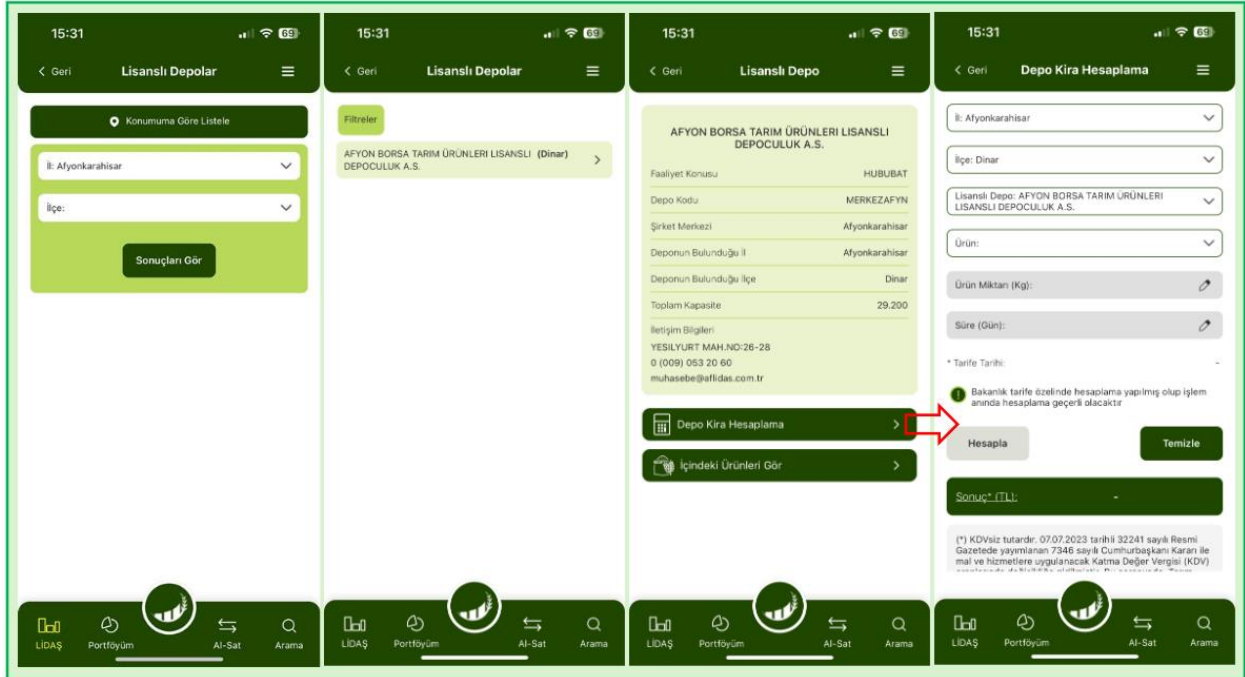 15:31
69
Geri
Lisanslı Depolar
Konumuma Göre Listele
İl: Afyonkarahisar
İlçe:
Sonuçları Gör
LİDAŞ
Portföyüm
Al-Sat
Arama
15:31
69
Geri
Lisanslı Depolar
Filtreler
AFYON BORSA TARIM ÜRÜNLERI LISANSLI (Dinar)
DEPOCULUK A.S.
LİDAŞ
Portföyüm
Al-Sat
Arama
15:31
69
Geri
Lisanslı Depo
AFYON BORSA TARIM ÜRÜNLERI LISANSLI
DEPOCULUK A.S.
Faaliyet Konusu HUBUBAT
Depo Kodu MERKEZAFYN
Şirket Merkezi Afyonkarahisar
Deponun Bulunduğu İl Afyonkarahisar
Deponun Bulunduğu İlçe Dinar
Toplam Kapasite 29.200
İletişim Bilgileri
YESILYURT MAH.NO:26-28
0 (009) 053 20 60
muhasebe@aflidas.com.tr
Depo Kira Hesaplama
İçindeki Ürünleri Gör
LİDAŞ
Portföyüm
Al-Sat
Arama
15:31
69
Geri
Depo Kira Hesaplama
İl: Afyonkarahisar
İlçe: Dinar
Lisanslı Depo: AFYON BORSA TARIM ÜRÜNLERI
LISANSLI DEPOCULUK A.S.
Ürün:
Ürün Miktarı (Kg):
Süre (Gün):
* Tarife Tarihi: -
Bakanlık tarife özelinde hesaplama yapılmış olup işlem
anında hesaplama geçerli olacaktır
Hesapla
Temizle
Sonuç* (TL): -
(*) KDVsiz tutardır. 07.07.2023 tarihli 32241 sayılı Resmi
Gazetede yayımlanan 7346 sayılı Cumhurbaşkanı Kararı ile
mal ve hizmetlere uygulanacak Katma Değer Vergisi (KDV)
LİDAŞ
Portföyüm
Al-Sat
Arama